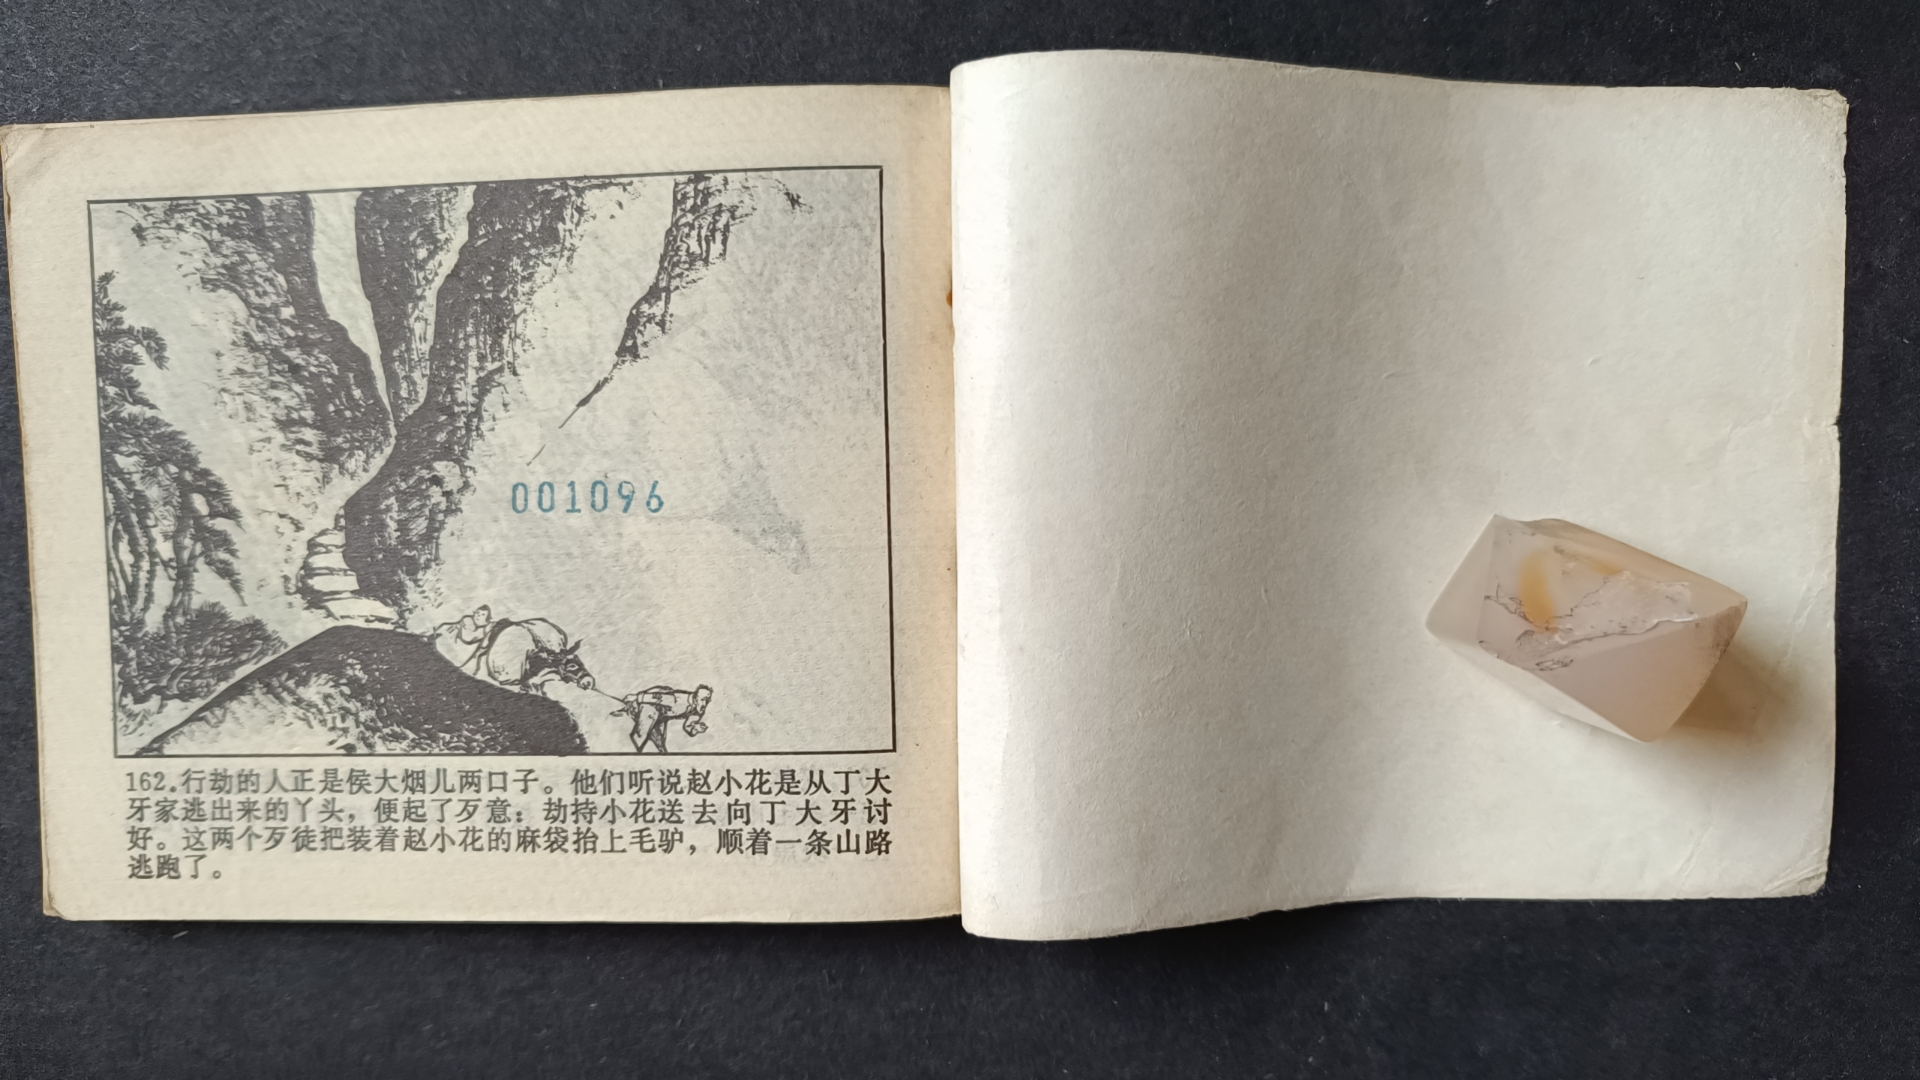 001096
162.行劫的人正是侯大烟儿两口子。他们听说赵小花是从丁大
牙家逃出来的丫头，便起了歹意：劫持小花送去向丁大牙讨
好。这两个歹徒把装着赵小花的麻袋抬上毛驴，顺着一条山路
逃跑了。